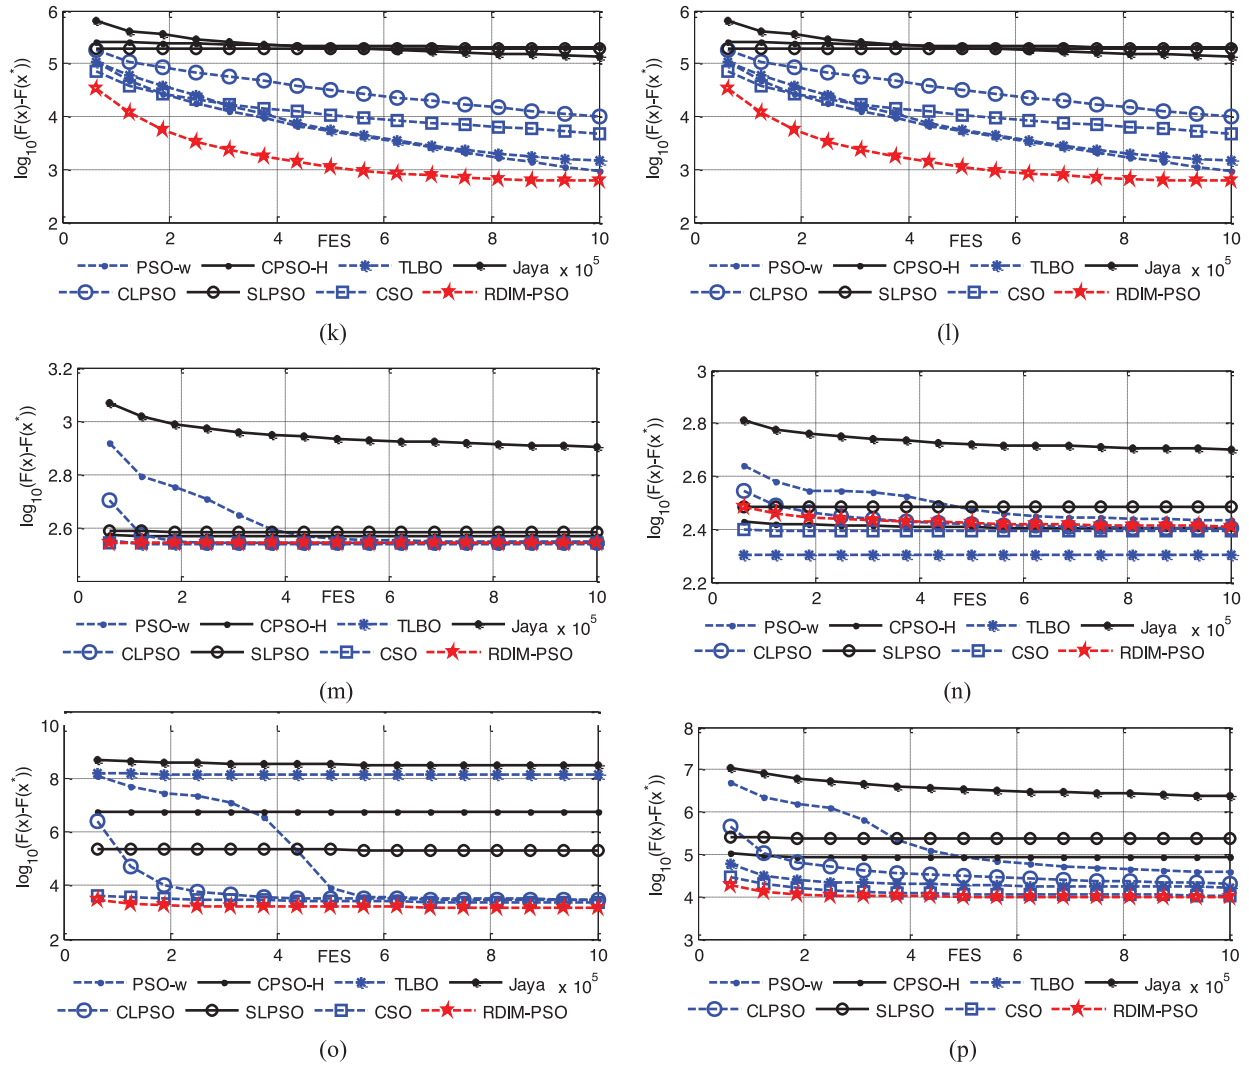 6
5
4
3
2
log10(F(x)-F(x*))
0 2 4 6 8 10
FES
x 10^5
PSO-w CPSO-H TLBO Jaya
CLPSO SLPSO CSO RDIM-PSO
(k)
6
5
4
3
2
log10(F(x)-F(x*))
0 2 4 6 8 10
FES
x 10^5
PSO-w CPSO-H TLBO Jaya
CLPSO SLPSO CSO RDIM-PSO
(l)
3.2
3
2.8
2.6
log10(F(x)-F(x*))
0 2 4 6 8 10
FES
x 10^5
PSO-w CPSO-H TLBO Jaya
CLPSO SLPSO CSO RDIM-PSO
(m)
3
2.8
2.6
2.4
2.2
log10(F(x)-F(x*))
0 2 4 6 8 10
FES
x 10^5
PSO-w CPSO-H TLBO Jaya
CLPSO SLPSO CSO RDIM-PSO
(n)
10
8
6
4
2
log10(F(x)-F(x*))
0 2 4 6 8 10
FES
x 10^5
PSO-w CPSO-H TLBO Jaya
CLPSO SLPSO CSO RDIM-PSO
(o)
8
7
6
5
4
3
log10(F(x)-F(x*))
0 2 4 6 8 10
FES
x 10^5
PSO-w CPSO-H TLBO Jaya
CLPSO SLPSO CSO RDIM-PSO
(p)